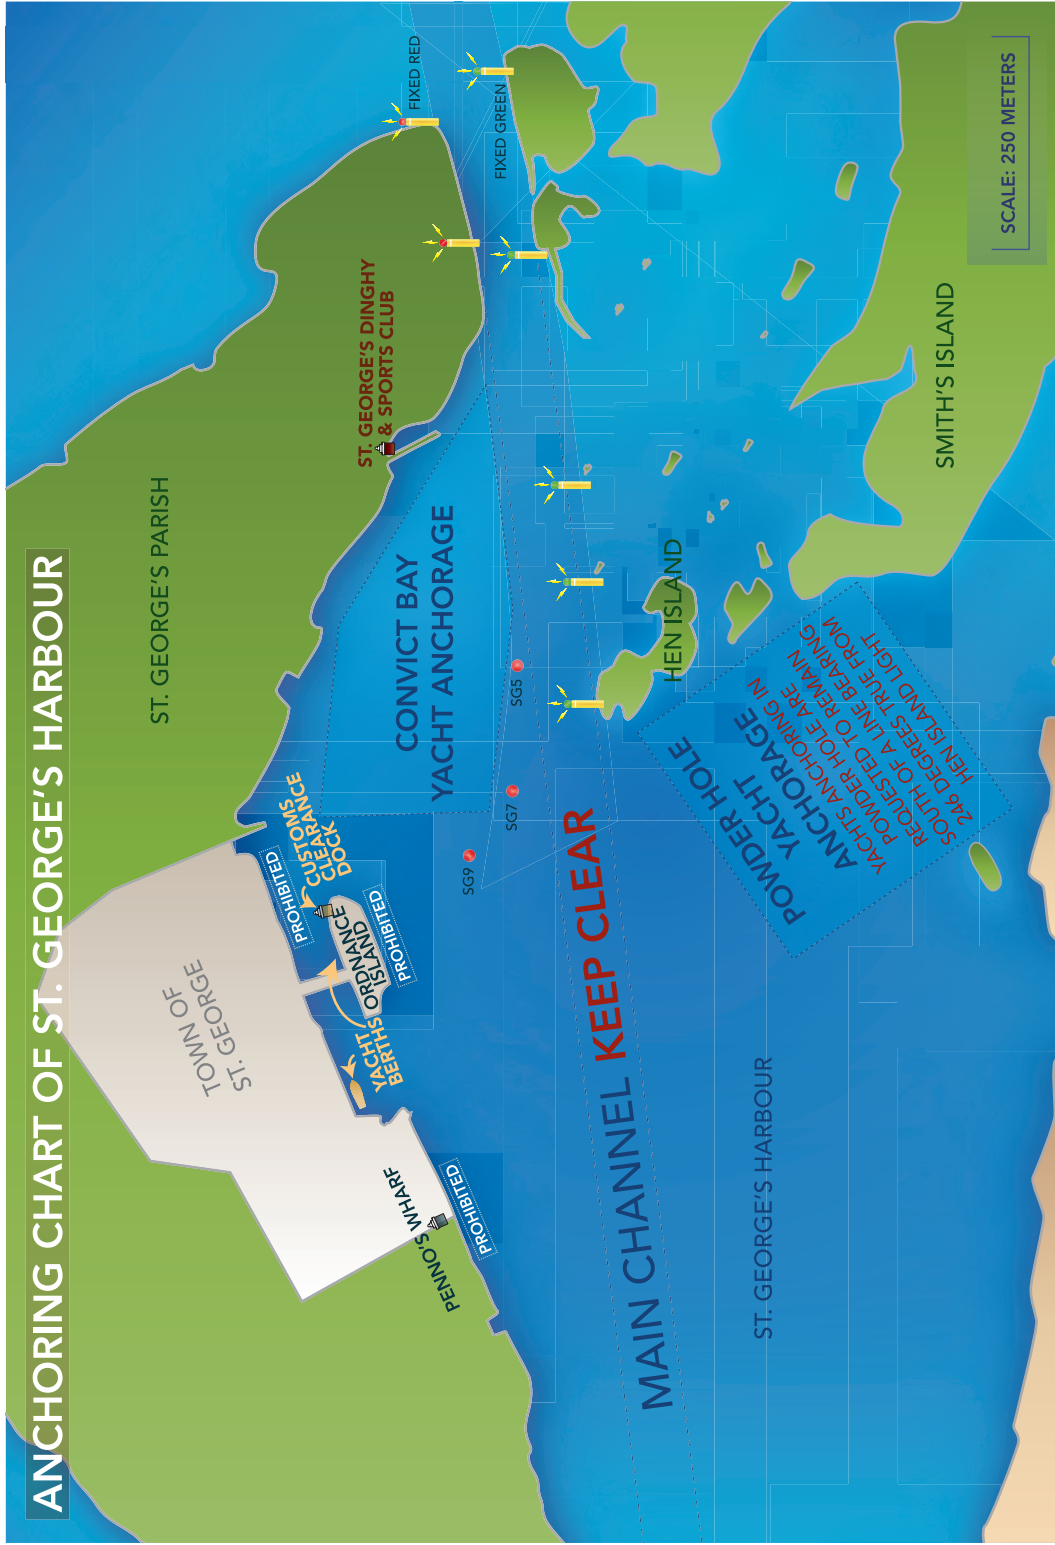 ANCHORING CHART OF ST. GEORGE'S HARBOUR
ST. GEORGE'S PARISH
TOWN OF
ST. GEORGE
PENNO'S WHARF
PROHIBITED
YACHT
BERTHS
ORDNANCE
ISLAND
PROHIBITED
PROHIBITED
CUSTOMS
CLEARANCE
DOCK
CONVICT BAY
YACHT ANCHORAGE
ST. GEORGE'S DINGHY
& SPORTS CLUB
FIXED RED
FIXED GREEN
SG9
SG7
SG5
MAIN CHANNEL KEEP CLEAR
HEN ISLAND
POWDER HOLE
YACHT
ANCHORAGE
YACHTS ANCHORING IN
POWDER HOLE ARE
REQUESTED TO REMAIN
SOUTH OF A LINE BEARING
246 DEGREES TRUE FROM
HEN ISLAND LIGHT
ST. GEORGE'S HARBOUR
SMITH'S ISLAND
SCALE: 250 METERS